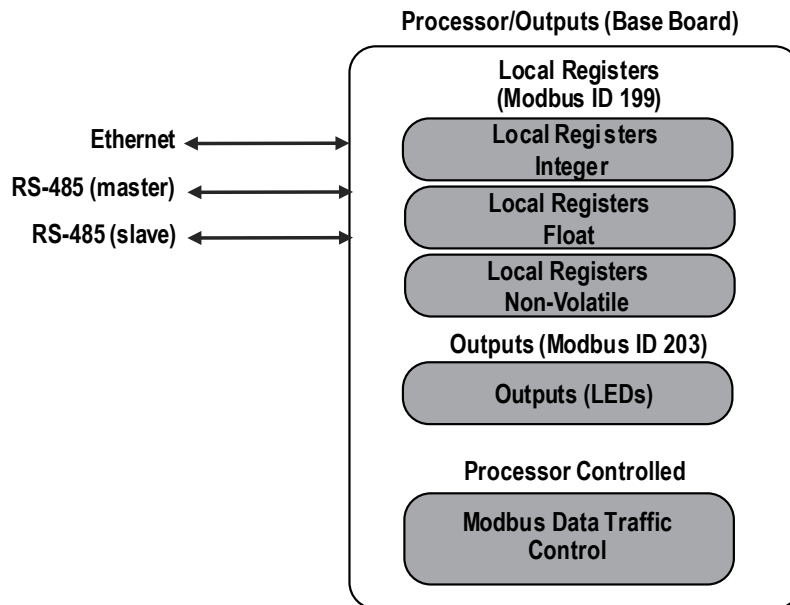 Processor/Outputs (Base Board)
Local Registers
(Modbus ID 199)
Ethernet
RS-485 (master)
RS-485 (slave)
Local Registers
Integer
Local Registers
Float
Local Registers
Non-Volatile
Outputs (Modbus ID 203)
Outputs (LEDs)
Processor Controlled
Modbus Data Traffic
Control